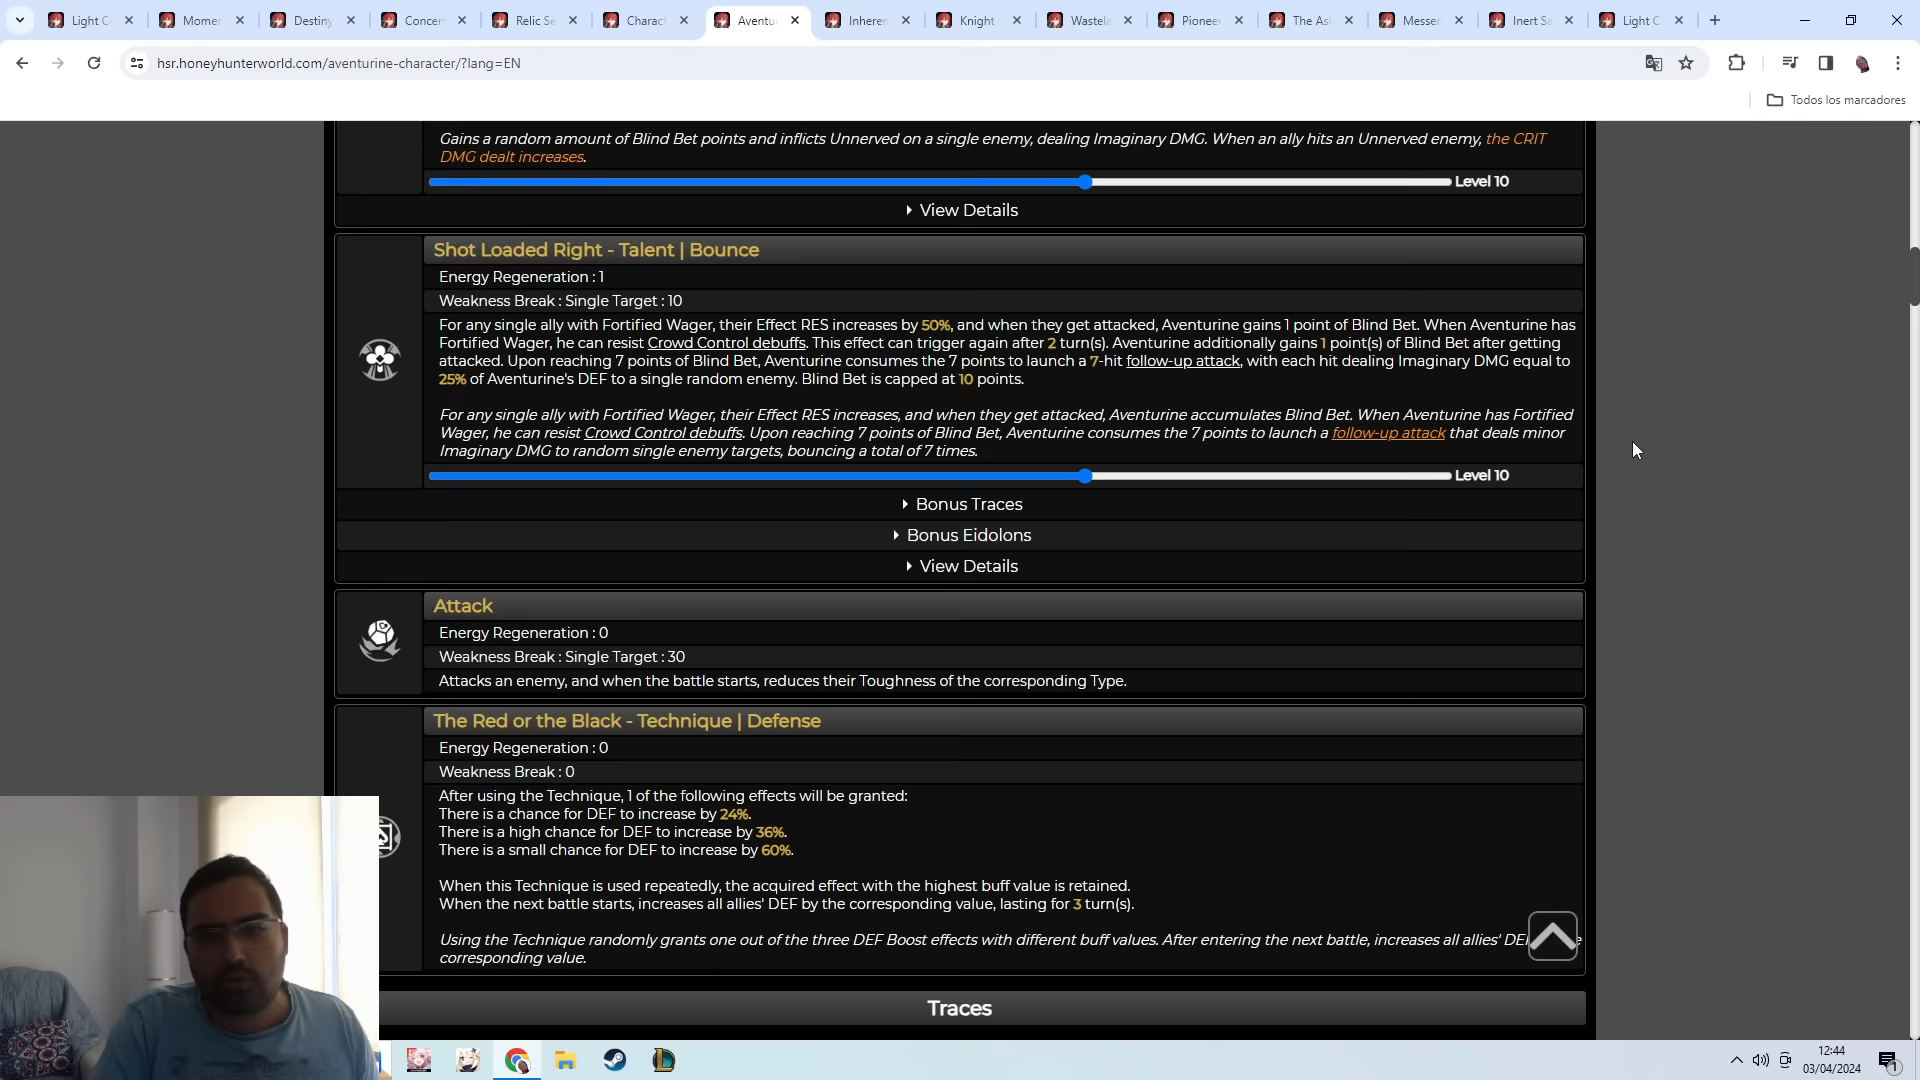 Light C
Momen
Destiny
Concer
Relic Se
Charact
Aventu
Inheren
Knight
Wastela
Pioneer
The As
Messen
Inert Sa
Light C
hsr.honeyhunterworld.com/aventurine-character/?lang=EN
Todos los marcadores
Gains a random amount of Blind Bet points and inflicts Unnerved on a single enemy, dealing Imaginary DMG. When an ally hits an Unnerved enemy, the CRIT
DMG dealt increases.
Level 10
View Details
Shot Loaded Right - Talent | Bounce
Energy Regeneration : 1
Weakness Break : Single Target : 10
For any single ally with Fortified Wager, their Effect RES increases by 50%, and when they get attacked, Aventurine gains 1 point of Blind Bet. When Aventurine has
Fortified Wager, he can resist Crowd Control debuffs. This effect can trigger again after 2 turn(s). Aventurine additionally gains 1 point(s) of Blind Bet after getting
attacked. Upon reaching 7 points of Blind Bet, Aventurine consumes the 7 points to launch a 7-hit follow-up attack, with each hit dealing Imaginary DMG equal to
25% of Aventurine's DEF to a single random enemy. Blind Bet is capped at 10 points.
For any single ally with Fortified Wager, their Effect RES increases, and when they get attacked, Aventurine accumulates Blind Bet. When Aventurine has Fortified
Wager, he can resist Crowd Control debuffs. Upon reaching 7 points of Blind Bet, Aventurine consumes the 7 points to launch a follow-up attack that deals minor
Imaginary DMG to random single enemy targets, bouncing a total of 7 times.
Level 10
Bonus Traces
Bonus Eidolons
View Details
Attack
Energy Regeneration : 0
Weakness Break : Single Target : 30
Attacks an enemy, and when the battle starts, reduces their Toughness of the corresponding Type.
The Red or the Black - Technique | Defense
Energy Regeneration : 0
Weakness Break : 0
After using the Technique, 1 of the following effects will be granted:
There is a chance for DEF to increase by 24%.
There is a high chance for DEF to increase by 36%.
There is a small chance for DEF to increase by 60%.
When this Technique is used repeatedly, the acquired effect with the highest buff value is retained.
When the next battle starts, increases all allies' DEF by the corresponding value, lasting for 3 turn(s).
Using the Technique randomly grants one out of the three DEF Boost effects with different buff values. After entering the next battle, increases all allies'
corresponding value.
Traces
12:44
03/04/2024
1